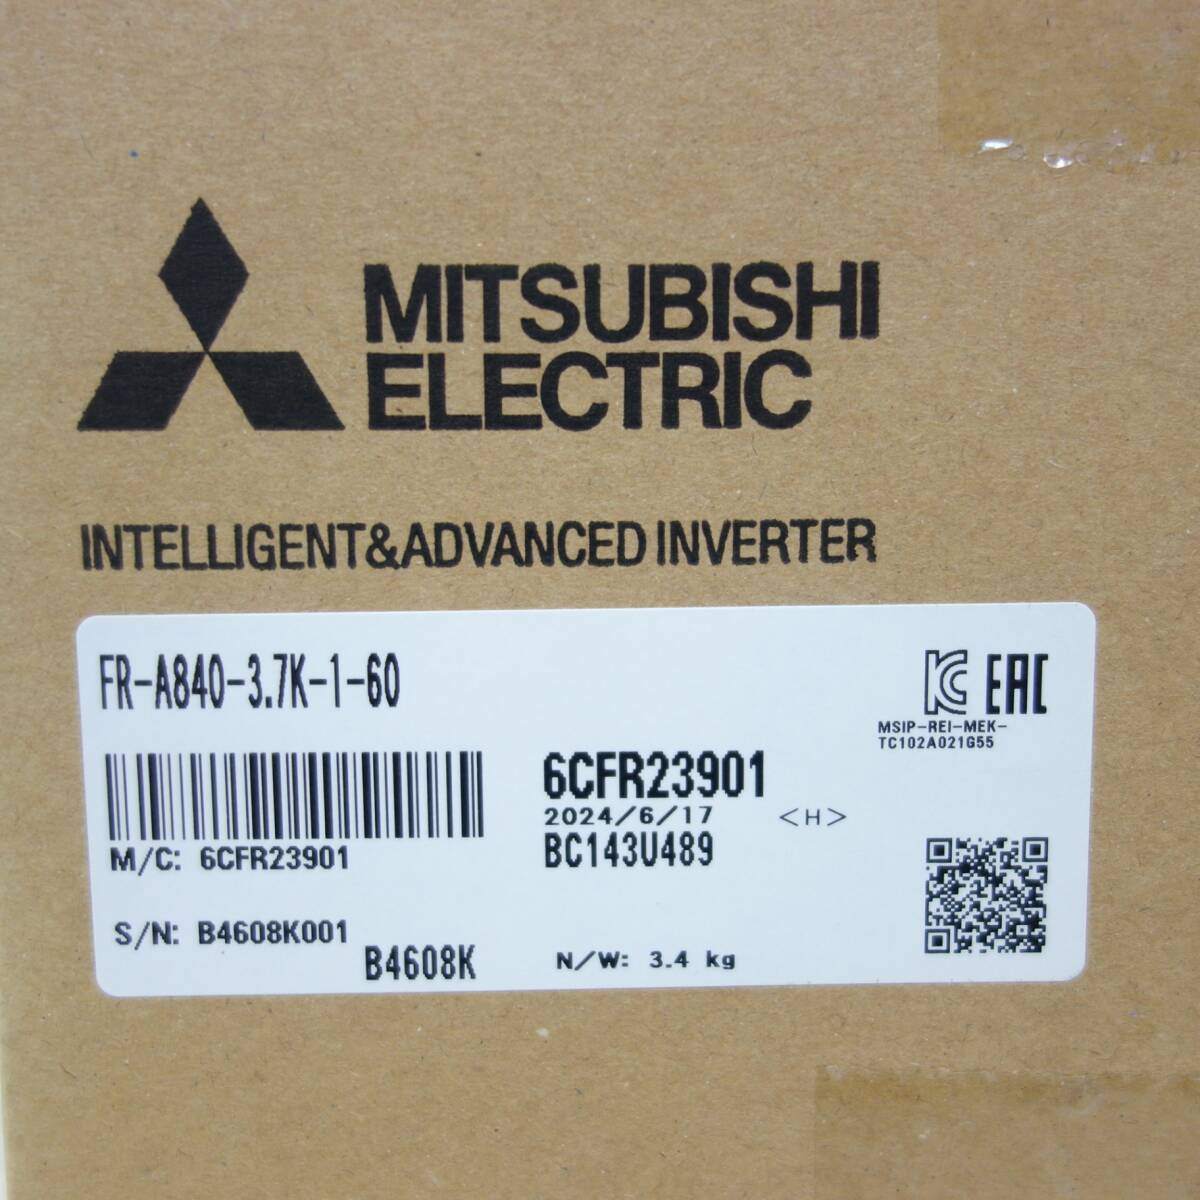 MITSUBISHI
ELECTRIC
INTELLIGENT&ADVANCED INVERTER
FR-A840-3.7K-1-60
EAC
MSIP-REI-MEK-
TC102A021G55
6CFR23901
2024/6/17 <H>
M/C: 6CFR23901
BC143U489
S/N: B4608K001
B4608K
N/W: 3.4 kg